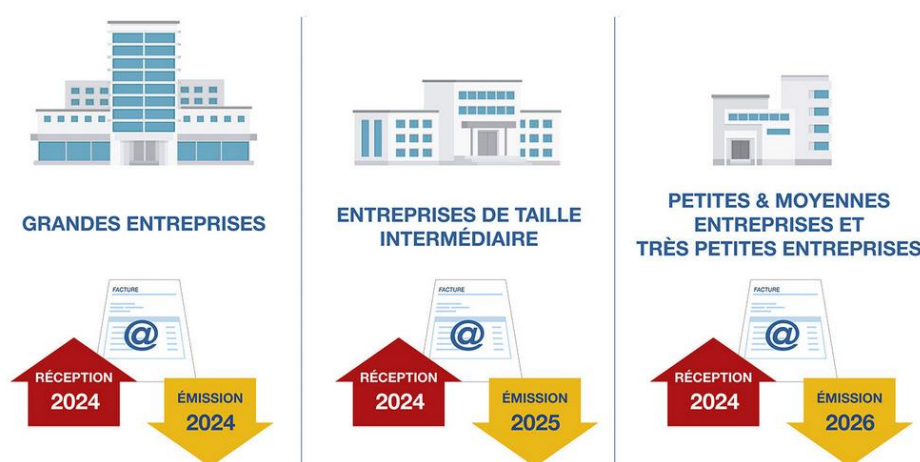 GRANDES ENTREPRISES
FACTURE
@
RÉCEPTION
2024
ÉMISSION
2024
ENTREPRISES DE TAILLE
INTERMÉDIAIRE
FACTURE
@
RÉCEPTION
2024
ÉMISSION
2025
PETITES & MOYENNES
ENTREPRISES ET
TRÈS PETITES ENTREPRISES
FACTURE
@
RÉCEPTION
2024
ÉMISSION
2026